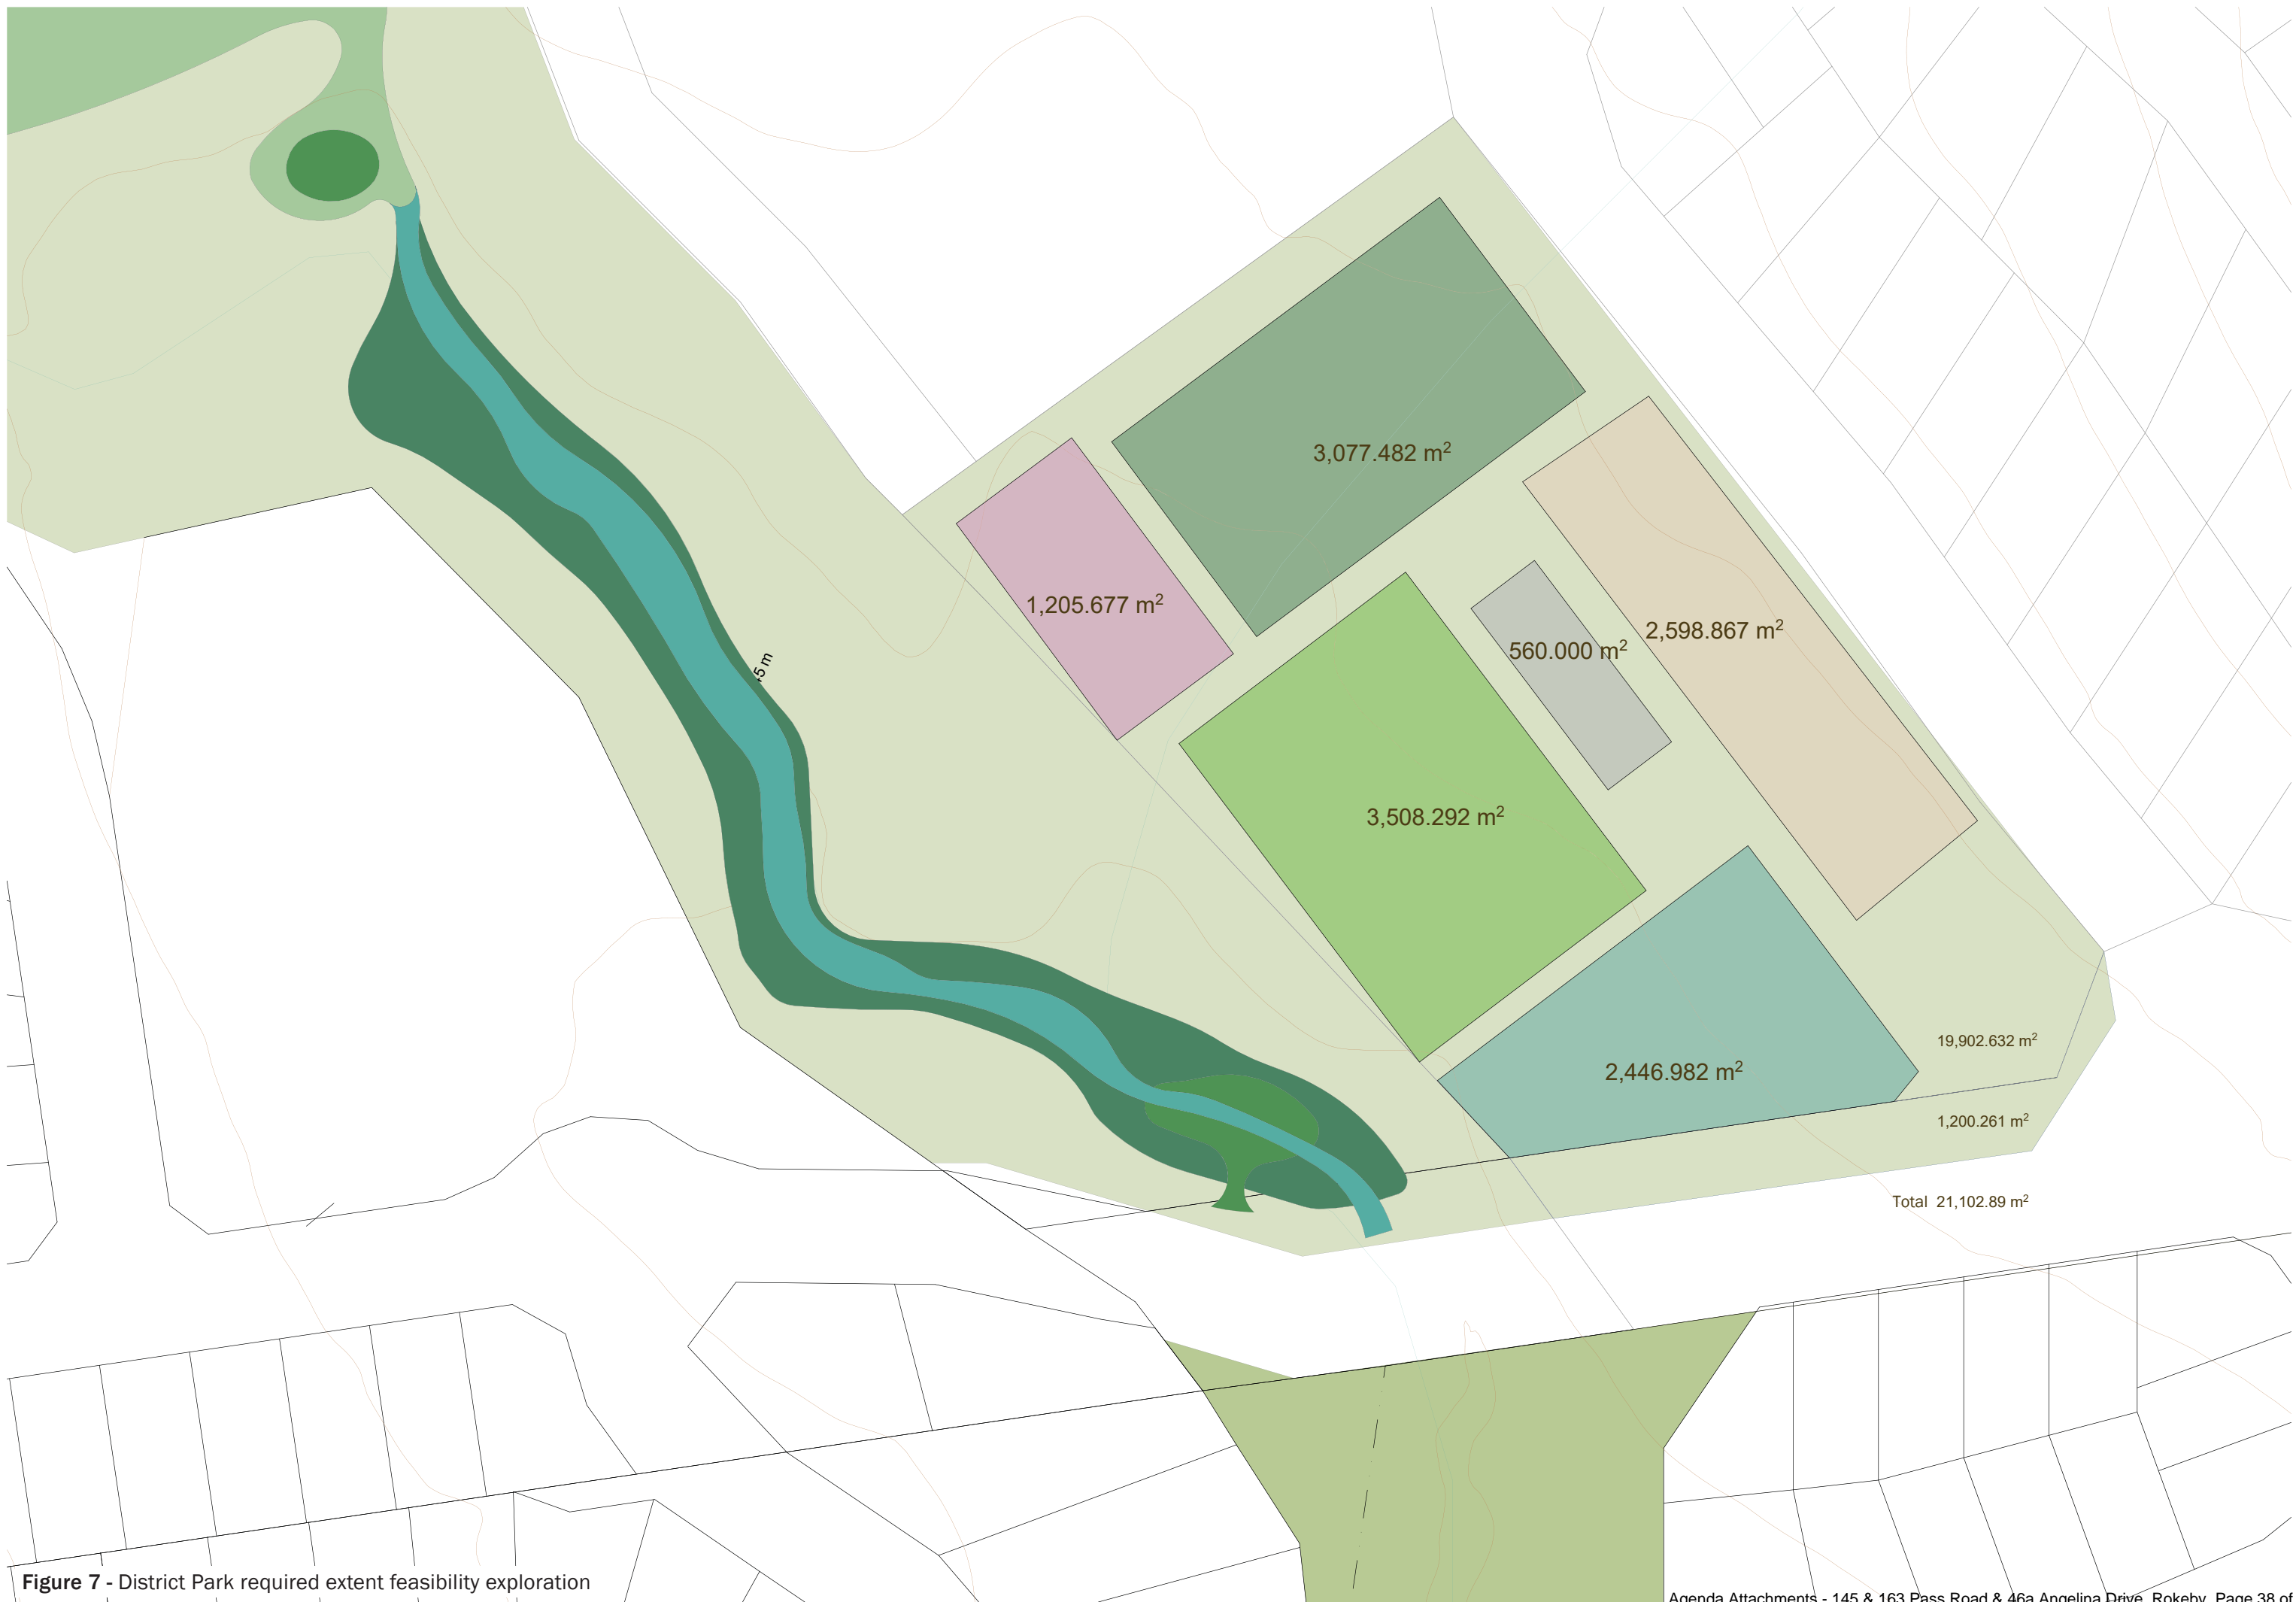 3,077.482 m²
1,205.677 m²
2,598.867 m²
560.000 m²
5 m
3,508.292 m²
19,902.632 m²
2,446.982 m²
1,200.261 m²
Total 21,102.89 m²
Figure 7 - District Park required extent feasibility exploration
Agenda Attachments - 145 & 163 Pass Road & 46a Angelina Drive, Rokeby Page 38 of